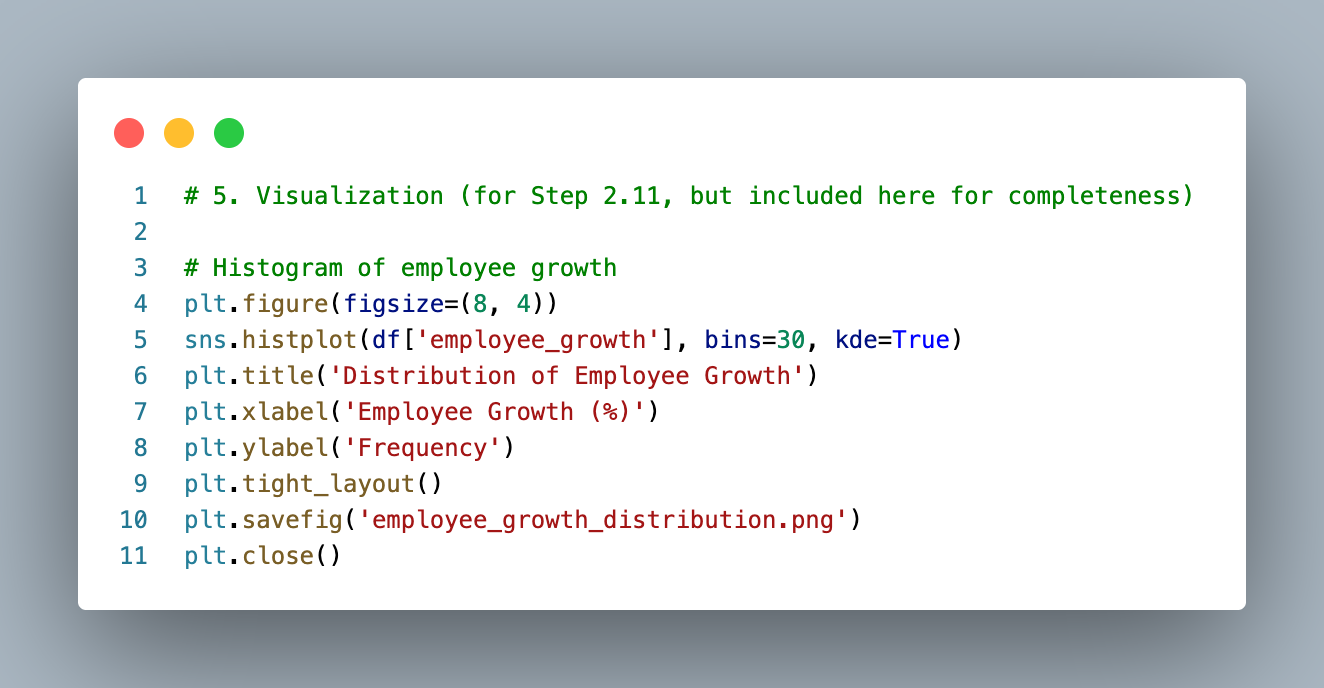 1 # 5. Visualization (for Step 2.11, but included here for completeness)
2
3 # Histogram of employee growth
4 plt.figure(figsize=(8, 4))
5 sns.histplot(df['employee_growth'], bins=30, kde=True)
6 plt.title('Distribution of Employee Growth')
7 plt.xlabel('Employee Growth (%)')
8 plt.ylabel('Frequency')
9 plt.tight_layout()
10 plt.savefig('employee_growth_distribution.png')
11 plt.close()